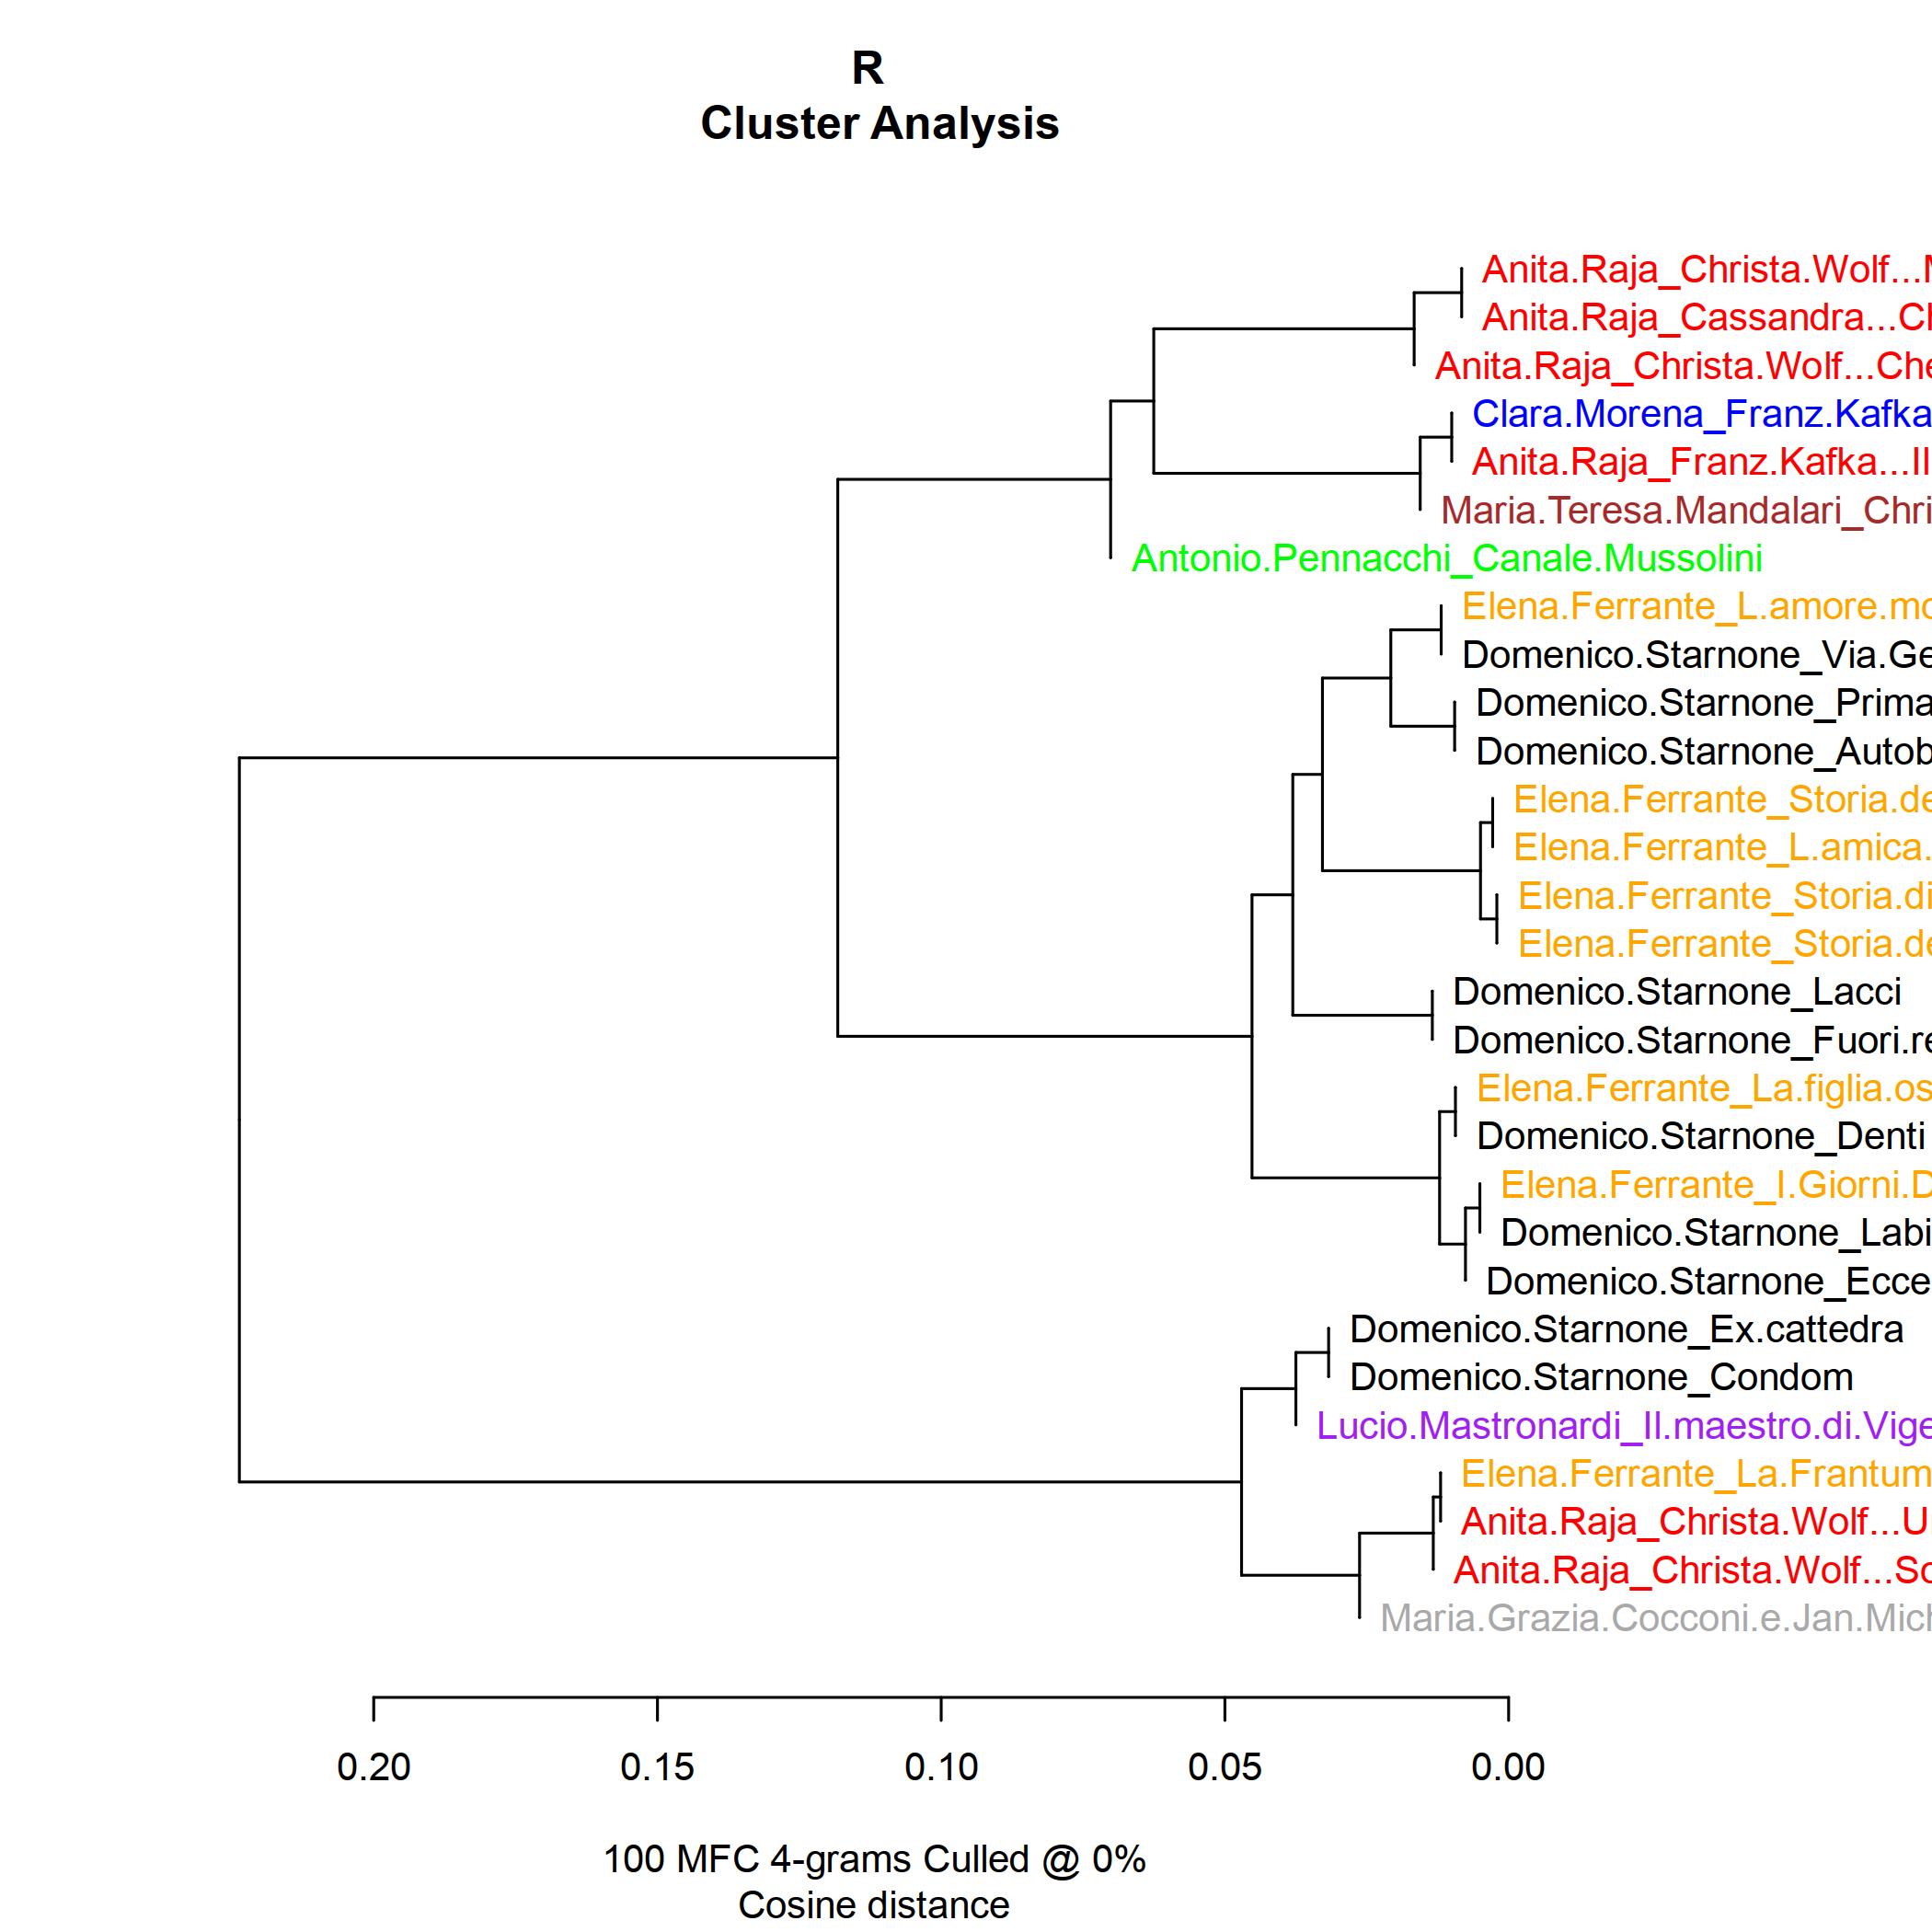 R
Cluster Analysis
Anita.Raja_Christa.Wolf...M
Anita.Raja_Cassandra...Ch
Anita.Raja_Christa.Wolf...Che
Clara.Morena_Franz.Kafka
Anita.Raja_Franz.Kafka...Il
Maria.Teresa.Mandalari_Chri
Antonio.Pennacchi_Canale.Mussolini
Elena.Ferrante_L.amore.mo
Domenico.Starnone_Via.Ge
Domenico.Starnone_Prima
Domenico.Starnone_Autob
Elena.Ferrante_Storia.de
Elena.Ferrante_L.amica.
Elena.Ferrante_Storia.di
Elena.Ferrante_Storia.de
Domenico.Starnone_Lacci
Domenico.Starnone_Fuori.re
Elena.Ferrante_La.figlia.os
Domenico.Starnone_Denti
Elena.Ferrante_I.Giorni.D
Domenico.Starnone_Labi
Domenico.Starnone_Ecce
Domenico.Starnone_Ex.cattedra
Domenico.Starnone_Condom
Lucio.Mastronardi_Il.maestro.di.Vige
Elena.Ferrante_La.Frantum
Anita.Raja_Christa.Wolf...U
Anita.Raja_Christa.Wolf...So
Maria.Grazia.Cocconi.e.Jan.Mich
0.20 0.15 0.10 0.05 0.00
100 MFC 4-grams Culled @ 0%
Cosine distance